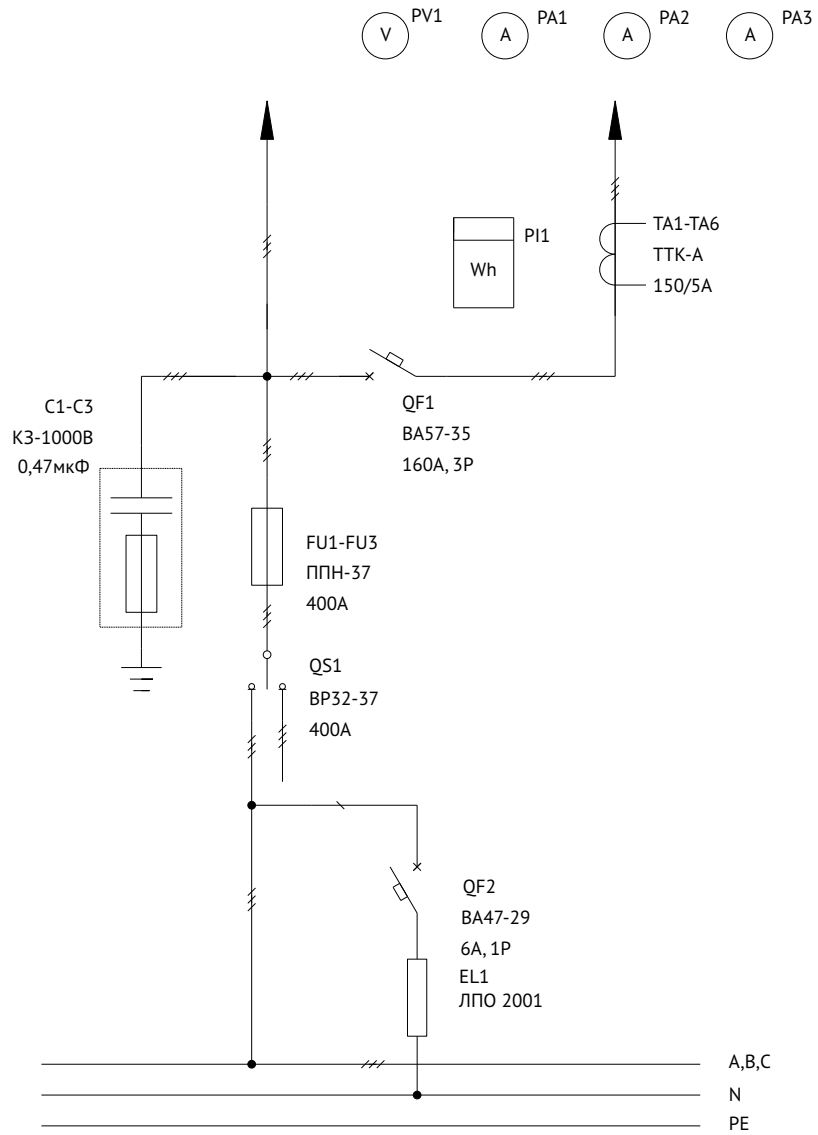 PV1
V
PA1
A
PA2
A
PA3
A
TA1-TA6
ТТК-А
150/5А
PI1
Wh
C1-C3
КЗ-1000В
0,47мкФ
QF1
ВА57-35
160А, 3Р
FU1-FU3
ППН-37
400А
QS1
ВР32-37
400А
QF2
ВА47-29
6А, 1Р
EL1
ЛПО 2001
A,B,C
N
PE